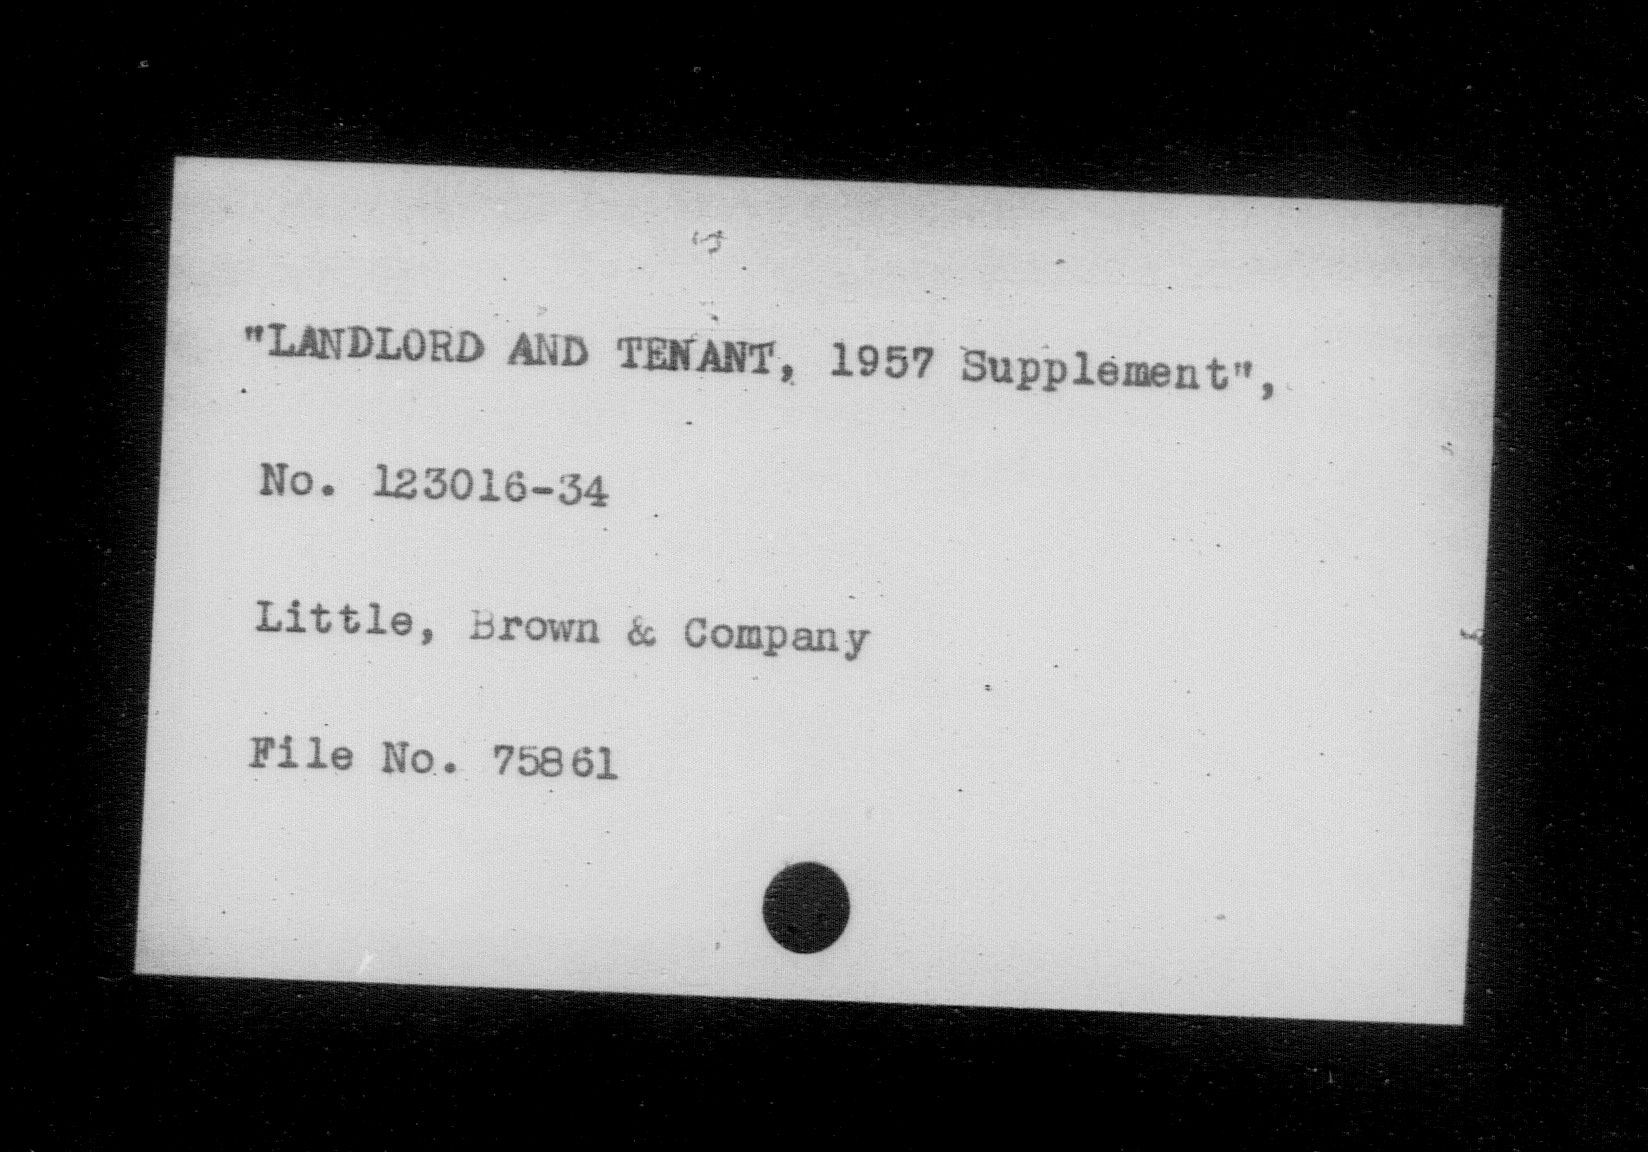 "LANDLORD AND TENANT, 1957 Supplement",
No. 123016-34
Little, Brown & Company
File No. 75861